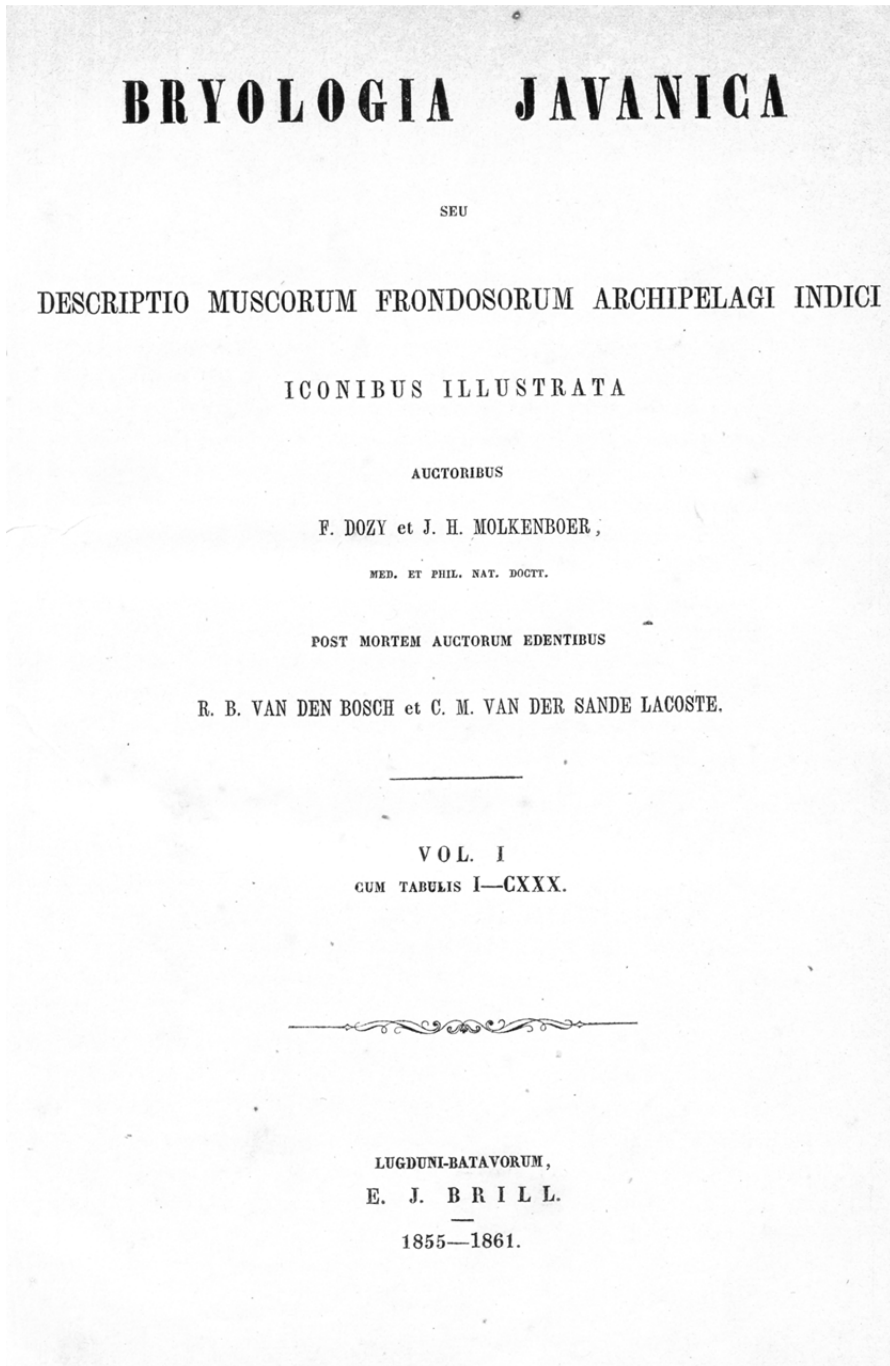 BRYOLOGIA JAVANICA
SEU
DESCRIPTIO MUSCORUM FRONDOSORUM ARCHIPELAGI INDICI
ICONIBUS ILLUSTRATA
AUCTORIBUS
F. DOZY et J. H. MOLKENBOER,
MED. ET PHIL. NAT. DOCTT.
POST MORTEM AUCTORUM EDENTIBUS
R. B. VAN DEN BOSCH et C. M. VAN DER SANDE LACOSTE.
VOL. I
CUM TABULIS I—CXXX.
LUGDUNI-BATAVORUM,
E. J. BRILL.
1855—1861.